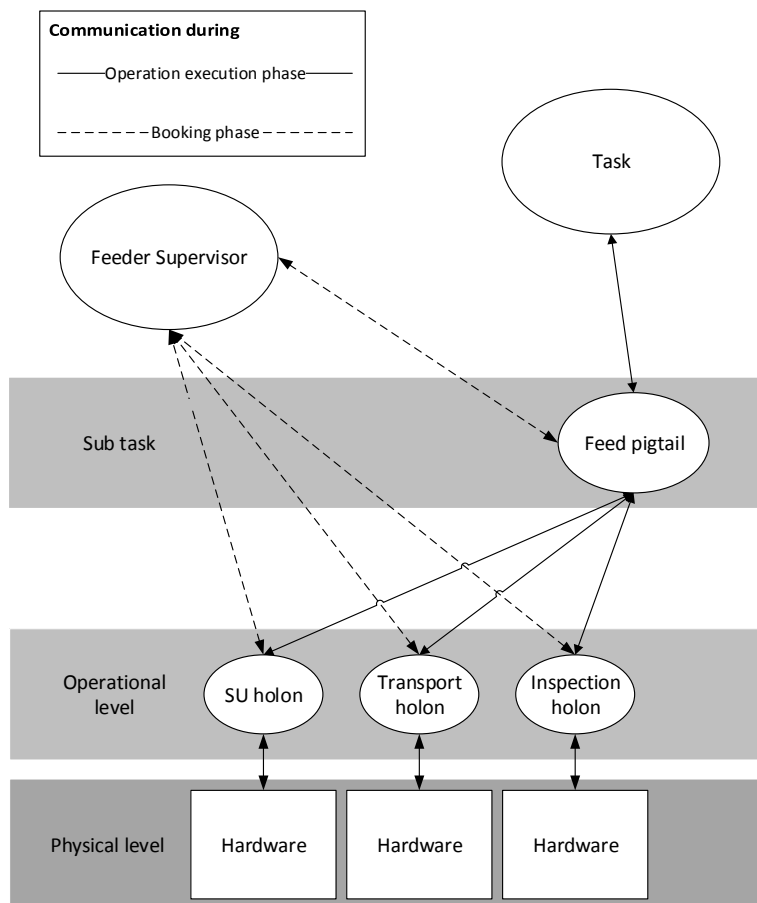 Communication during
Operation execution phase
Booking phase
Task
Feeder Supervisor
Sub task
Feed pigtail
Operational
level
SU holon
Transport
holon
Inspection
holon
Physical level
Hardware
Hardware
Hardware